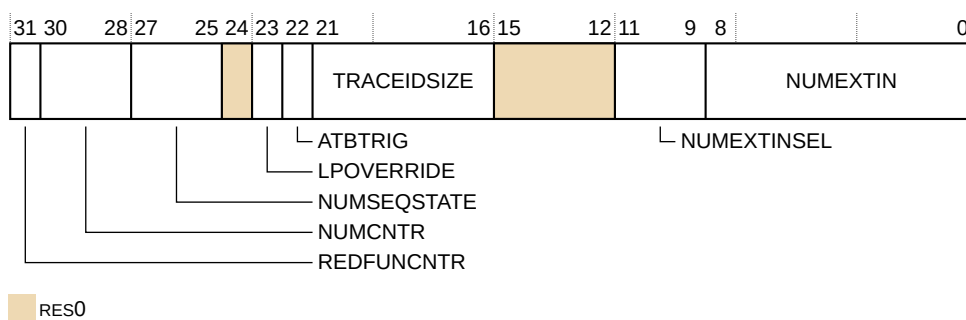 31 30 28 27 25 24 23 22 21 16 15 12 11 9 8 0
TRACEIDSIZE NUMEXTIN
ATBTRIG NUMEXTINSEL
LPOVERRIDE
NUMSEQSTATE
NUMCNTR
REDFUNCNTR
RES0